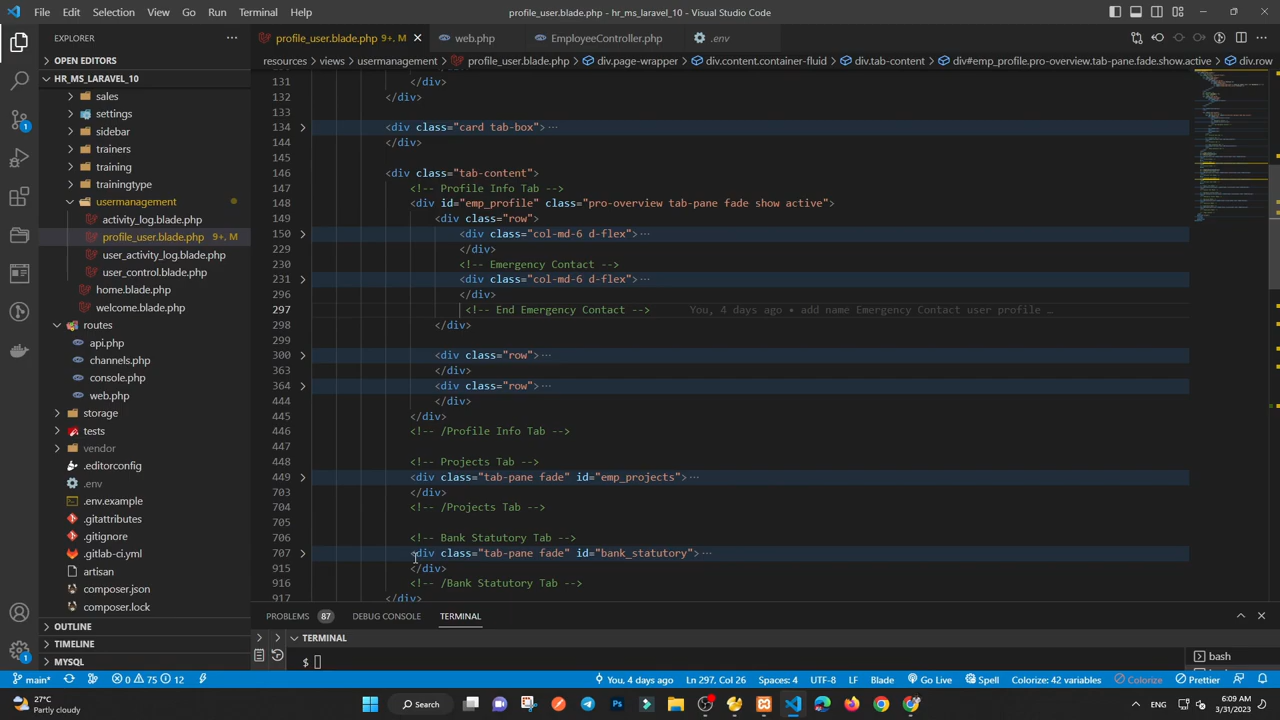 File Edit Selection View Go Run Terminal Help
profile_user.blade.php - hr_ms_laravel_10 - Visual Studio Code
EXPLORER
OPEN EDITORS
HR_MS_LARAVEL_10
sales
settings
sidebar
trainers
training
trainingtype
usermanagement
activity_log.blade.php
profile_user.blade.php 9+, M
user_activity_log.blade.php
user_control.blade.php
home.blade.php
welcome.blade.php
routes
api.php
channels.php
console.php
web.php
storage
tests
vendor
.editorconfig
.env
.env.example
.gitattributes
.gitignore
.gitlab-ci.yml
artisan
composer.json
composer.lock
OUTLINE
TIMELINE
MYSQL
profile_user.blade.php 9+, M web.php EmployeeController.php .env
resources > views > usermanagement > profile_user.blade.php > div.page-wrapper > div.content.container-fluid > div.tab-content > div#emp_profile.pro-overview.tab-pane.fade.show.active > div.row
131 </div>
132 </div>
133
134 <div class="card tab-box"> ...
144 </div>
145
146 <div class="tab-content">
147 <!-- Profile Info Tab -->
148 <div id="emp_profile" class="pro-overview tab-pane fade show active">
149 <div class="row">
150 <div class="col-md-6 d-flex"> ...
229 </div>
230 <!-- Emergency Contact -->
231 <div class="col-md-6 d-flex"> ...
296 </div>
297 <!-- End Emergency Contact --> You, 4 days ago • add name Emergency Contact user profile …
298 </div>
299
300 <div class="row"> ...
363 </div>
364 <div class="row"> ...
444 </div>
445 </div>
446 <!-- /Profile Info Tab -->
447
448 <!-- Projects Tab -->
449 <div class="tab-pane fade" id="emp_projects"> ...
703 </div>
704 <!-- /Projects Tab -->
705
706 <!-- Bank Statutory Tab -->
707 <div class="tab-pane fade" id="bank_statutory"> ...
915 </div>
916 <!-- /Bank Statutory Tab -->
917 </div>
PROBLEMS 87 DEBUG CONSOLE TERMINAL
TERMINAL
$
bash
main* 0 75 12 You, 4 days ago Ln 297, Col 26 Spaces: 4 UTF-8 LF Blade Go Live Spell Colorize: 42 variables Colorize Prettier
27°C
Partly cloudy
Search
ENG
6:09 AM
3/31/2023